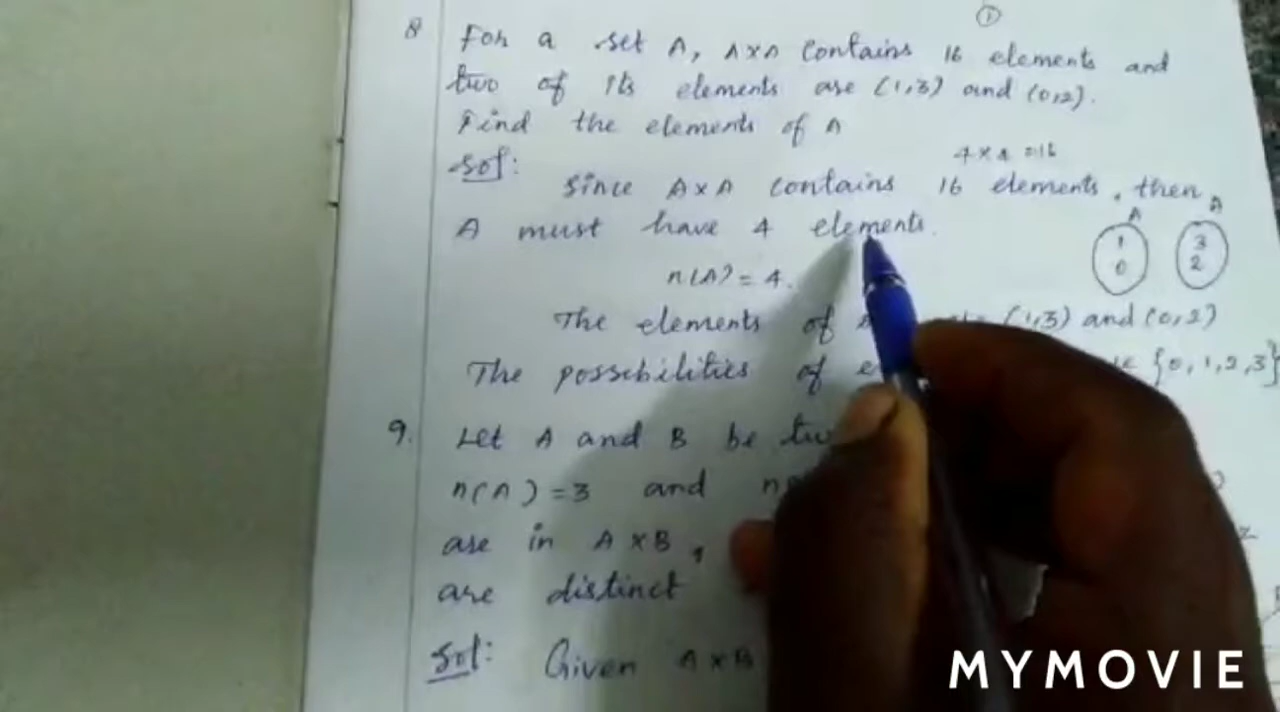 ①
8 For a set A, A×A contains 16 elements and
two of its elements are (1,3) and (0,2).
Find the elements of A
4 × 4 = 16
Sol:
Since A×A contains 16 elements, then
A must have 4 elements.
A A
1 3
0 2
n(A) = 4.
The elements of (1,3) and (0,2)
The possibilities of {0,1,2,3}
9. Let A and B be
n(A) = 3 and
are in A×B,
are distinct
Sol: Given A×B
MYMOVIE